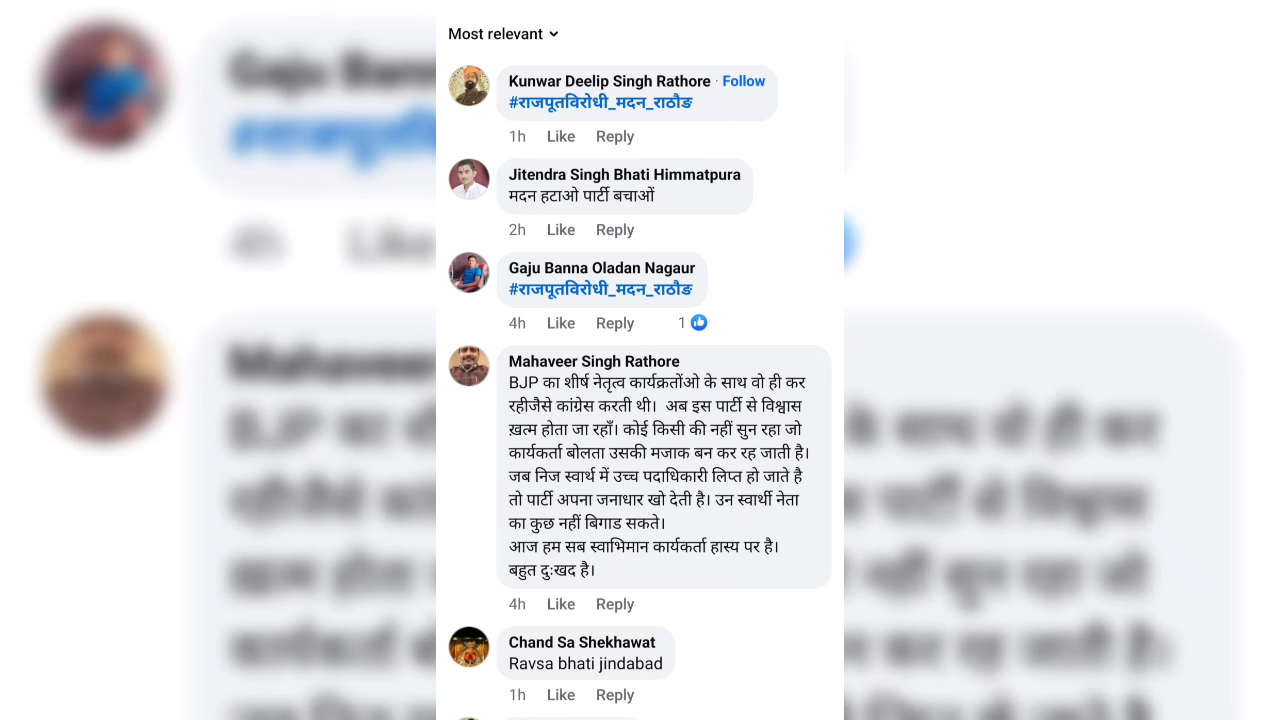 Most relevant
Kunwar Deelip Singh Rathore · Follow
#राजपूतविरोधी_मदन_राठौङ
1h Like Reply
Jitendra Singh Bhati Himmatpura
मदन हटाओ पार्टी बचाओं
2h Like Reply
Gaju Banna Oladan Nagaur
#राजपूतविरोधी_मदन_राठौङ
4h Like Reply 1
Mahaveer Singh Rathore
BJP का शीर्ष नेतृत्व कार्यक्रतोंओ के साथ वो ही कर
रहीजैसे कांग्रेस करती थी। अब इस पार्टी से विश्वास
ख़त्म होता जा रहाँ। कोई किसी की नहीं सुन रहा जो
कार्यकर्ता बोलता उसकी मजाक बन कर रह जाती है।
जब निज स्वार्थ में उच्च पदाधिकारी लिप्त हो जाते है
तो पार्टी अपना जनाधार खो देती है। उन स्वार्थी नेता
का कुछ नहीं बिगाड सकते।
आज हम सब स्वाभिमान कार्यकर्ता हास्य पर है।
बहुत दुःखद है।
4h Like Reply
Chand Sa Shekhawat
Ravsa bhati jindabad
1h Like Reply